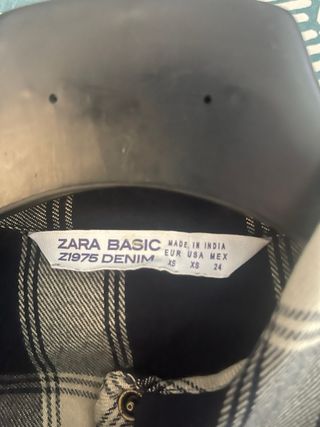 ZARA BASIC
Z1975 DENIM
MADE IN INDIA
EUR USA MEX
XS XS 24